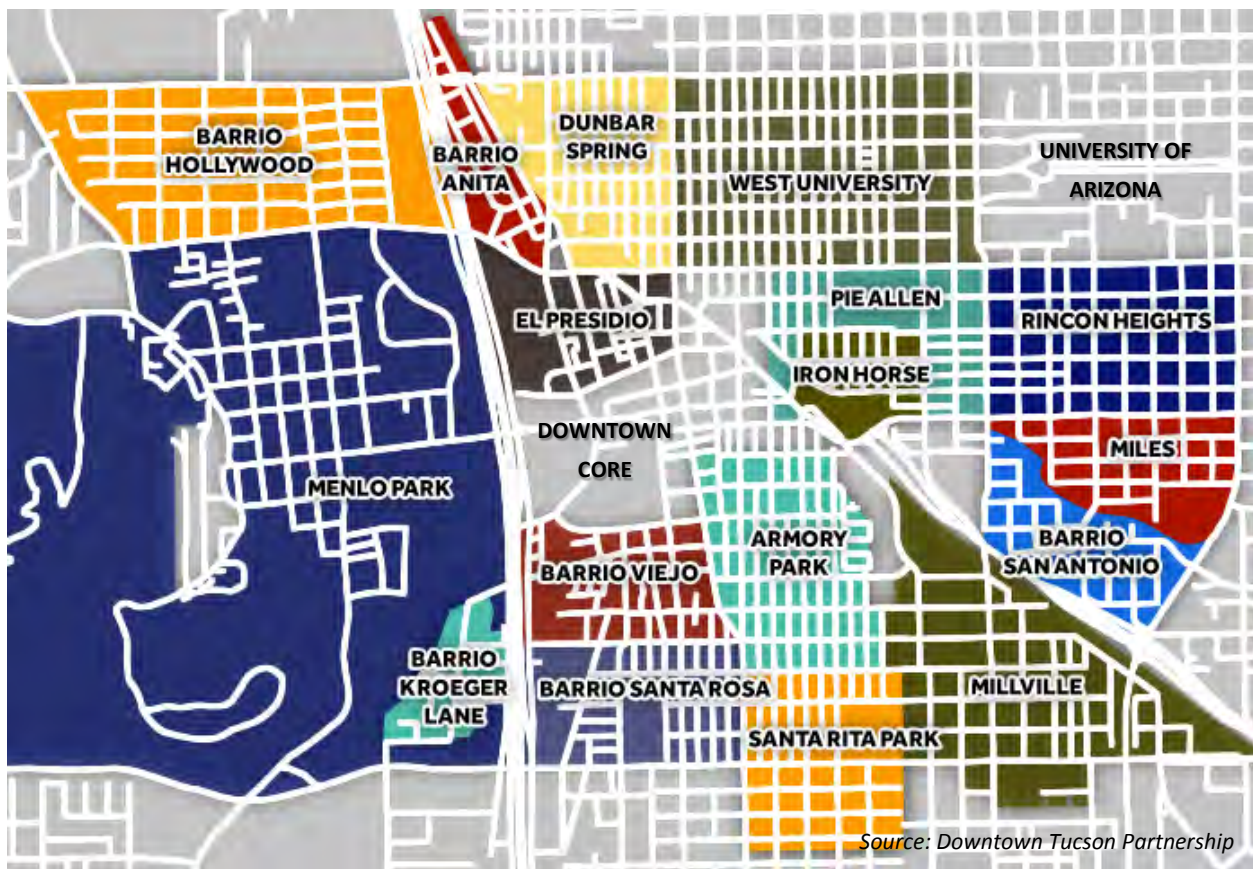 BARRIO
HOLLYWOOD
BARRIO
ANITA
DUNBAR
SPRING
WEST UNIVERSITY
UNIVERSITY OF
ARIZONA
EL PRESIDIO
PIE ALLEN
RINCON HEIGHTS
IRON HORSE
DOWNTOWN
CORE
MILES
MENLO PARK
BARRIO VIEJO
ARMORY
PARK
BARRIO
SAN ANTONIO
BARRIO
KROEGER
LANE
BARRIO SANTA ROSA
MILLVILLE
SANTA RITA PARK
Source: Downtown Tucson Partnership